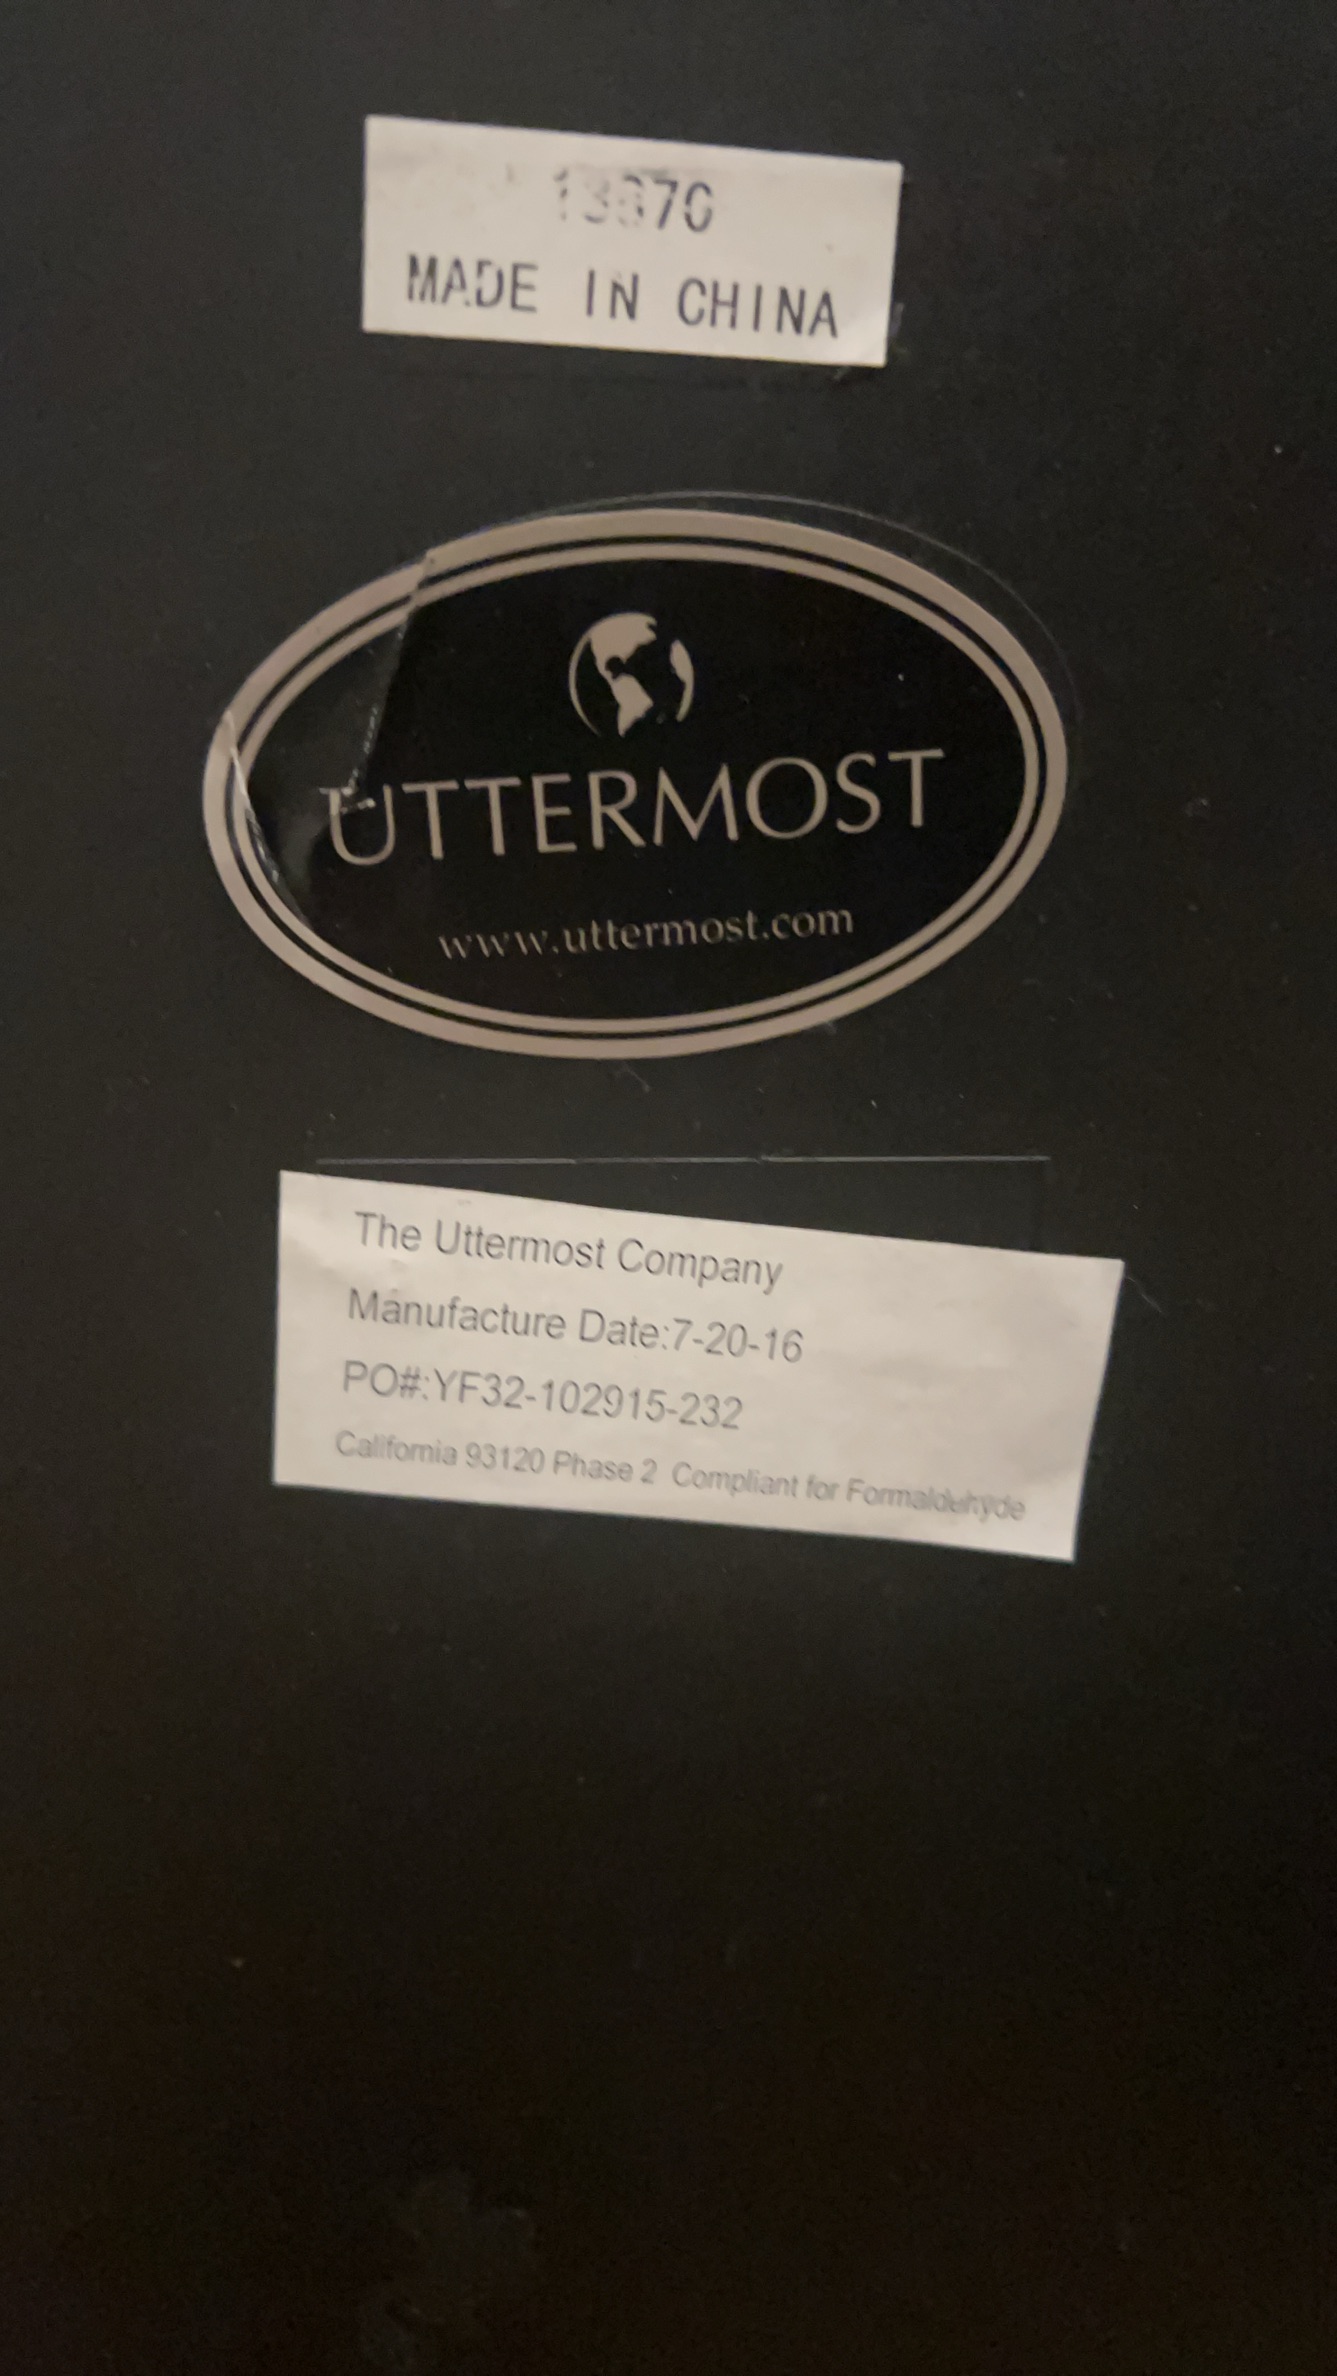 MADE IN CHINA
UTTERMOST
www.uttermost.com
The Uttermost Company
Manufacture Date:7-20-16
PO#:YF32-102915-232
California 93120 Phase 2 Compliant for Formaldehyde